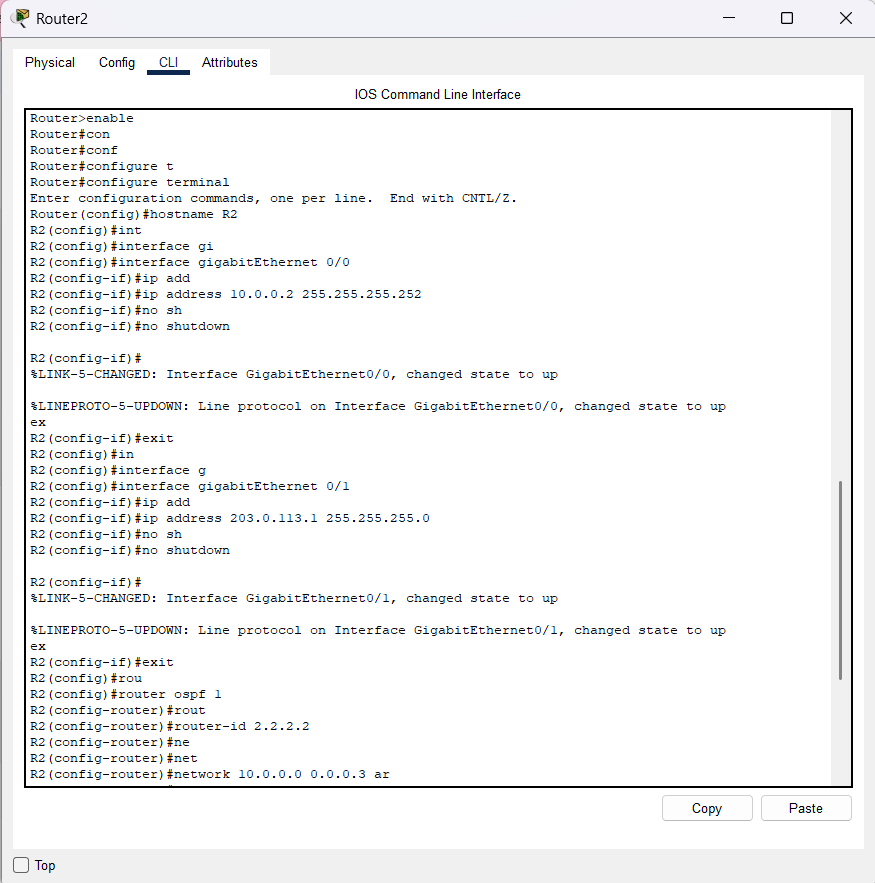 Router2
Physical Config CLI Attributes
IOS Command Line Interface
Router>enable
Router#con
Router#conf
Router#configure t
Router#configure terminal
Enter configuration commands, one per line.  End with CNTL/Z.
Router(config)#hostname R2
R2(config)#int
R2(config)#interface gi
R2(config)#interface gigabitEthernet 0/0
R2(config-if)#ip add
R2(config-if)#ip address 10.0.0.2 255.255.255.252
R2(config-if)#no sh
R2(config-if)#no shutdown
R2(config-if)#
%LINK-5-CHANGED: Interface GigabitEthernet0/0, changed state to up
%LINEPROTO-5-UPDOWN: Line protocol on Interface GigabitEthernet0/0, changed state to up
ex
R2(config-if)#exit
R2(config)#in
R2(config)#interface g
R2(config)#interface gigabitEthernet 0/1
R2(config-if)#ip add
R2(config-if)#ip address 203.0.113.1 255.255.255.0
R2(config-if)#no sh
R2(config-if)#no shutdown
R2(config-if)#
%LINK-5-CHANGED: Interface GigabitEthernet0/1, changed state to up
%LINEPROTO-5-UPDOWN: Line protocol on Interface GigabitEthernet0/1, changed state to up
ex
R2(config-if)#exit
R2(config)#rou
R2(config)#router ospf 1
R2(config-router)#rout
R2(config-router)#router-id 2.2.2.2
R2(config-router)#ne
R2(config-router)#net
R2(config-router)#network 10.0.0.0 0.0.0.3 ar
Copy Paste
Top